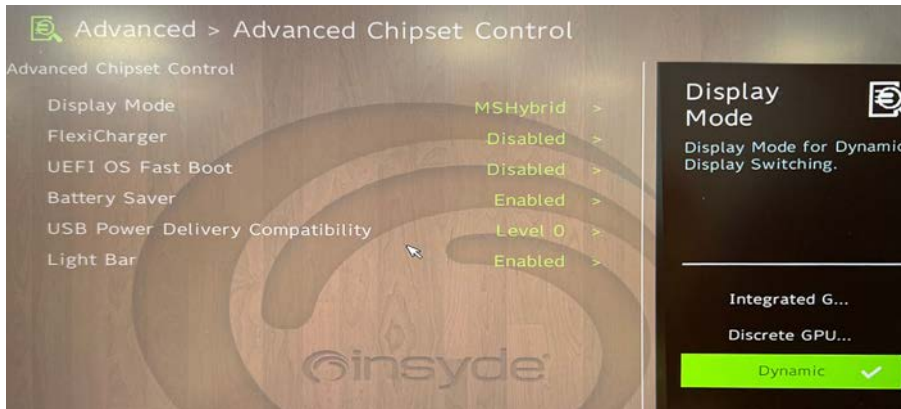 Advanced > Advanced Chipset Control
Advanced Chipset Control
Display Mode MSHybrid >
FlexiCharger Disabled >
UEFI OS Fast Boot Disabled >
Battery Saver Enabled >
USB Power Delivery Compatibility Level 0 >
Light Bar Enabled >
insyde
Display
Mode
Display Mode for Dynamic
Display Switching.
Integrated G...
Discrete GPU...
Dynamic